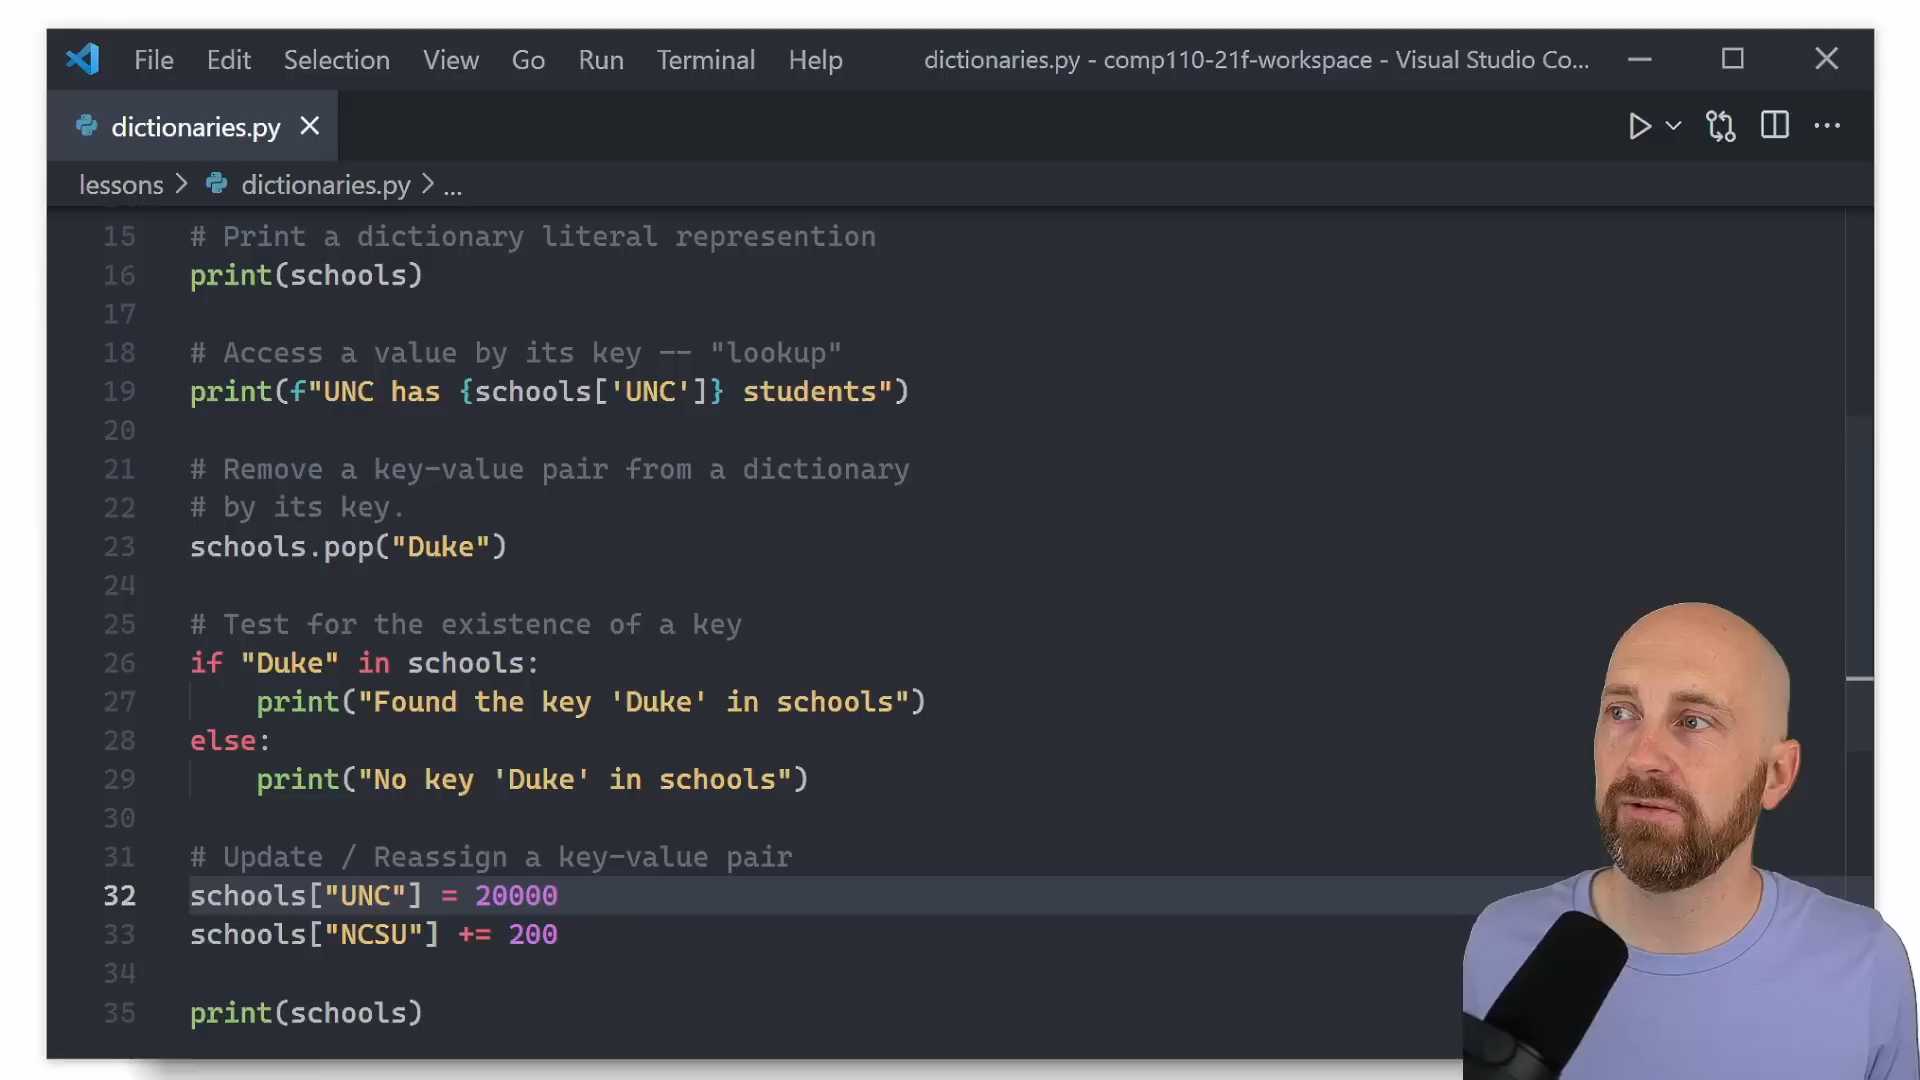 File Edit Selection View Go Run Terminal Help dictionaries.py - comp110-21f-workspace - Visual Studio Co...
dictionaries.py
lessons > dictionaries.py > ...
15 # Print a dictionary literal represention
16 print(schools)
17
18 # Access a value by its key -- "lookup"
19 print(f"UNC has {schools['UNC']} students")
20
21 # Remove a key-value pair from a dictionary
22 # by its key.
23 schools.pop("Duke")
24
25 # Test for the existence of a key
26 if "Duke" in schools:
27     print("Found the key 'Duke' in schools")
28 else:
29     print("No key 'Duke' in schools")
30
31 # Update / Reassign a key-value pair
32 schools["UNC"] = 20000
33 schools["NCSU"] += 200
34
35 print(schools)